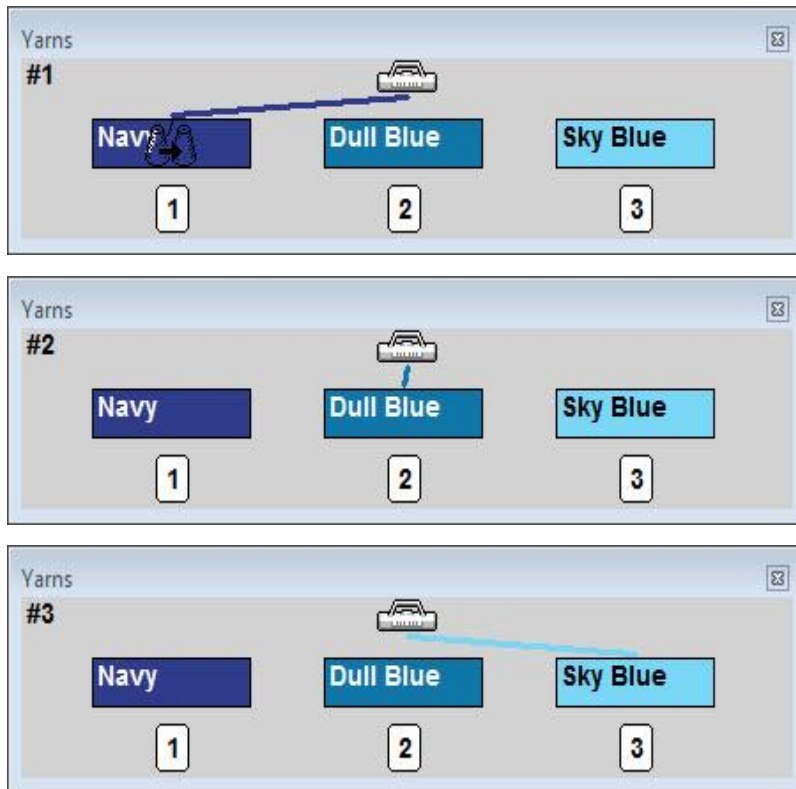 Yarns
#1
Navy Dull Blue Sky Blue
1 2 3
Yarns
#2
Navy Dull Blue Sky Blue
1 2 3
Yarns
#3
Navy Dull Blue Sky Blue
1 2 3